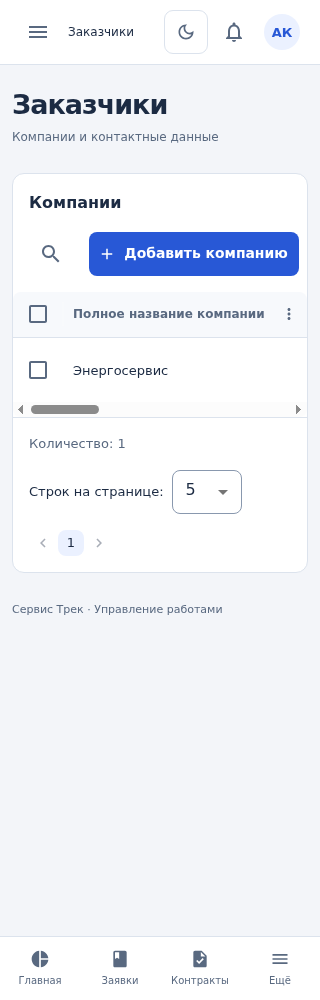 Заказчики
АК
Заказчики
Компании и контактные данные
Компании
Добавить компанию
Полное название компании
Энергосервис
Количество: 1
Строк на странице: 5
1
Сервис Трек · Управление работами
Главная Заявки Контракты Ещё